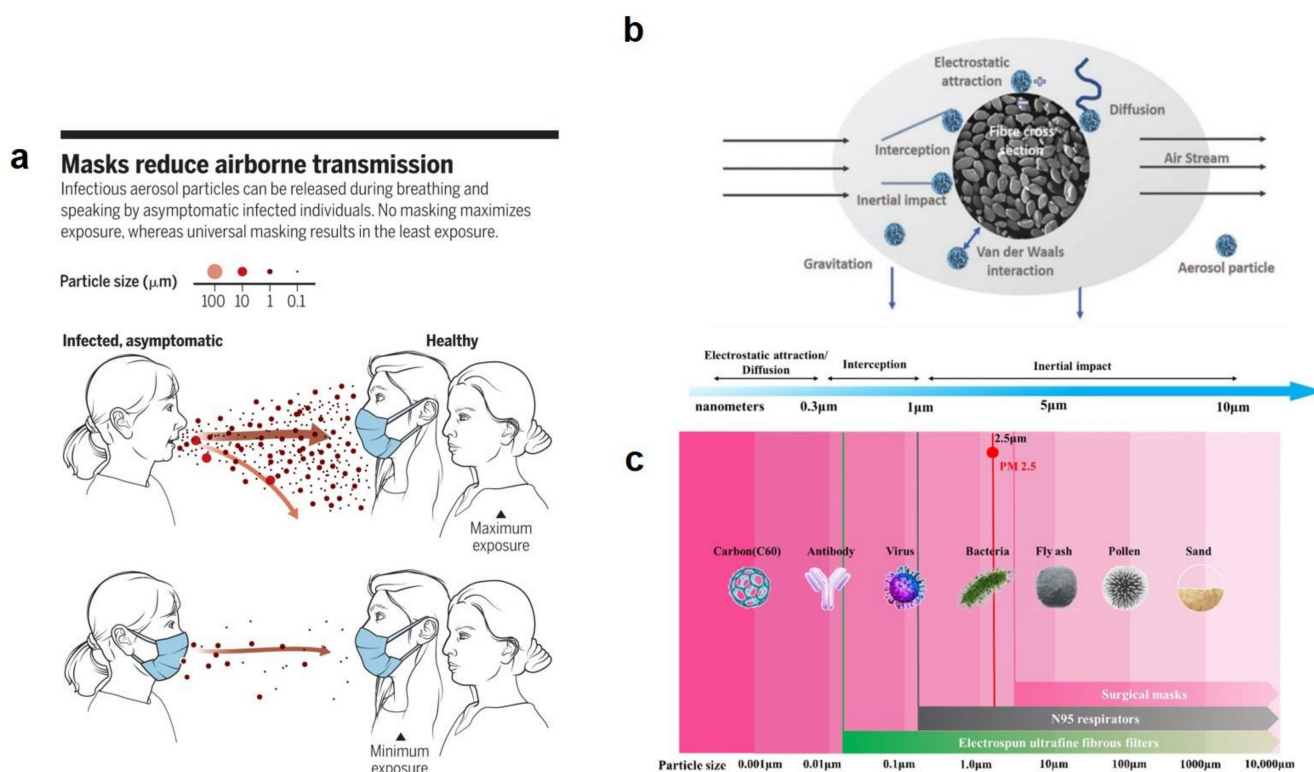 a
Masks reduce airborne transmission
Infectious aerosol particles can be released during breathing and
speaking by asymptomatic infected individuals. No masking maximizes
exposure, whereas universal masking results in the least exposure.
Particle size (μm)
100 10 1 0.1
Infected, asymptomatic
Healthy
Maximum
exposure
Minimum
exposure
b
Electrostatic
attraction
Diffusion
Fibre cross
section
Interception
Air Stream
Inertial impact
Van der Waals
interaction
Gravitation
Aerosol particle
Electrostatic attraction/
Diffusion
Interception
Inertial impact
nanometers 0.3μm 1μm 5μm 10μm
c
2.5μm
PM 2.5
Carbon(C60) Antibody Virus Bacteria Fly ash Pollen Sand
Surgical masks
N95 respirators
Electrospun ultrafine fibrous filters
Particle size 0.001μm 0.01μm 0.1μm 1.0μm 10μm 100μm 1000μm 10,000μm